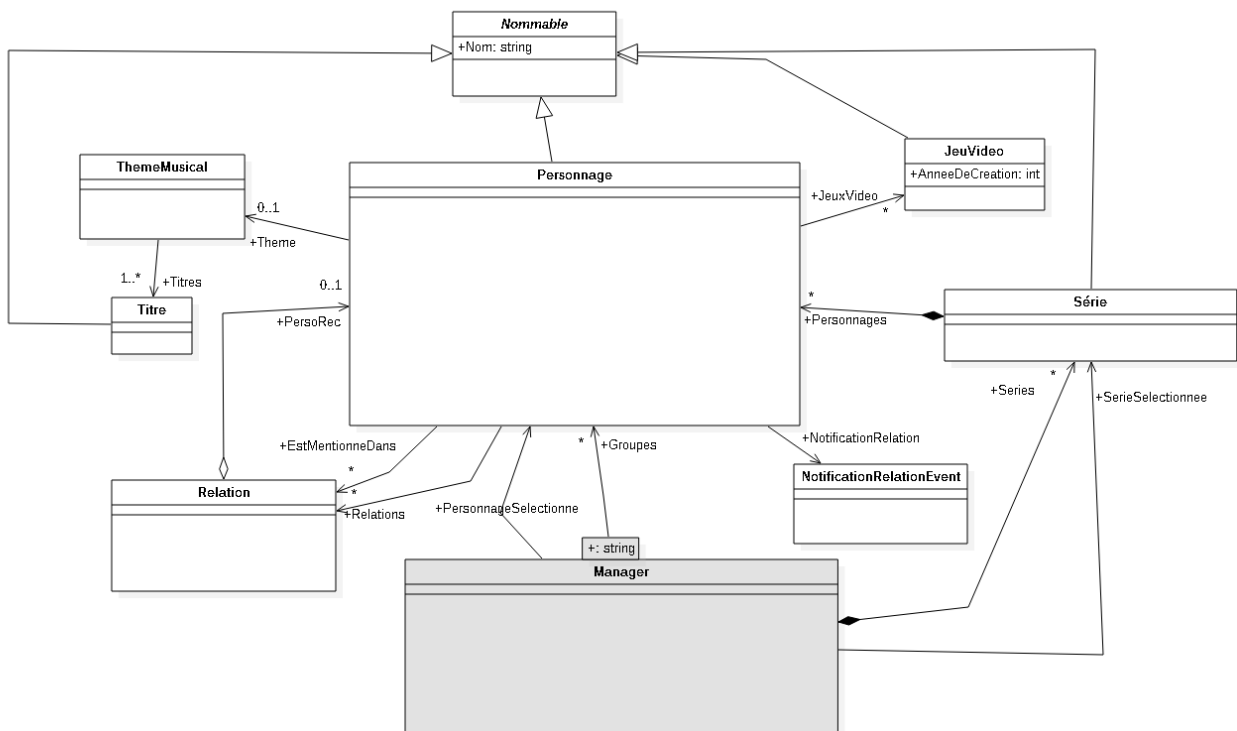 Nommable
+Nom: string
ThemeMusical
Personnage
JeuVideo
+AnneeDeCreation: int
+JeuxVideo
*
0..1
+Theme
1..*
+Titres
Titre
0..1
+PersoRec
*
+Personnages
Série
+Series
*
+SerieSelectionnee
+EstMentionneDans
*
*
+Relations
Relation
+PersonnageSelectionne
*
+Groupes
+NotificationRelation
NotificationRelationEvent
+: string
Manager